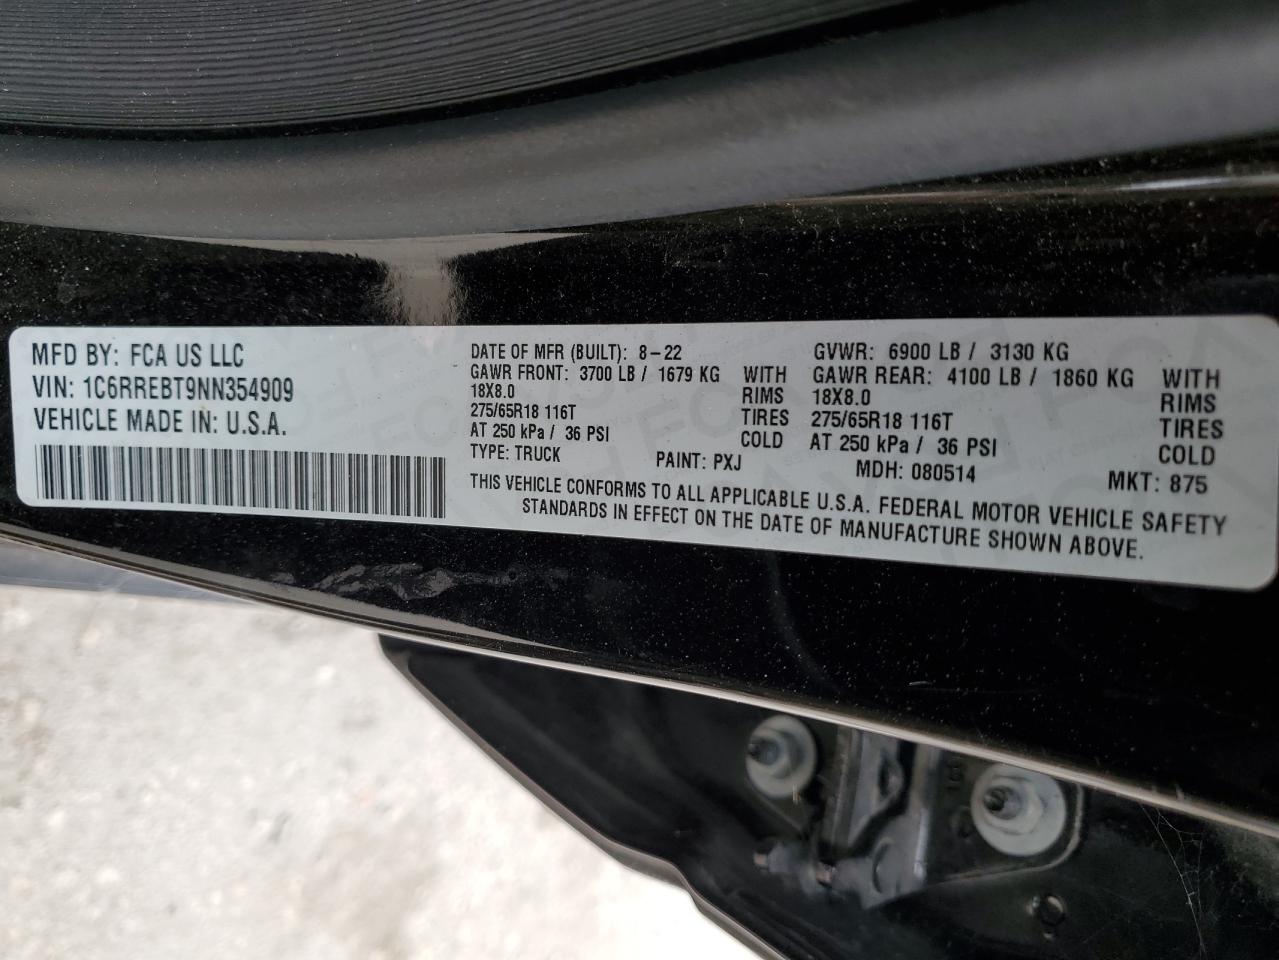 MFD BY: FCA US LLC
VIN: 1C6RREBT9NN354909
VEHICLE MADE IN: U.S.A.
DATE OF MFR (BUILT): 8-22
GAWR FRONT: 3700 LB / 1679 KG WITH
18X8.0 RIMS
275/65R18 116T TIRES
AT 250 kPa / 36 PSI COLD
GVWR: 6900 LB / 3130 KG
GAWR REAR: 4100 LB / 1860 KG WITH
18X8.0 RIMS
275/65R18 116T TIRES
AT 250 kPa / 36 PSI COLD
TYPE: TRUCK PAINT: PXJ MDH: 080514 MKT: 875
THIS VEHICLE CONFORMS TO ALL APPLICABLE U.S.A. FEDERAL MOTOR VEHICLE SAFETY
STANDARDS IN EFFECT ON THE DATE OF MANUFACTURE SHOWN ABOVE.